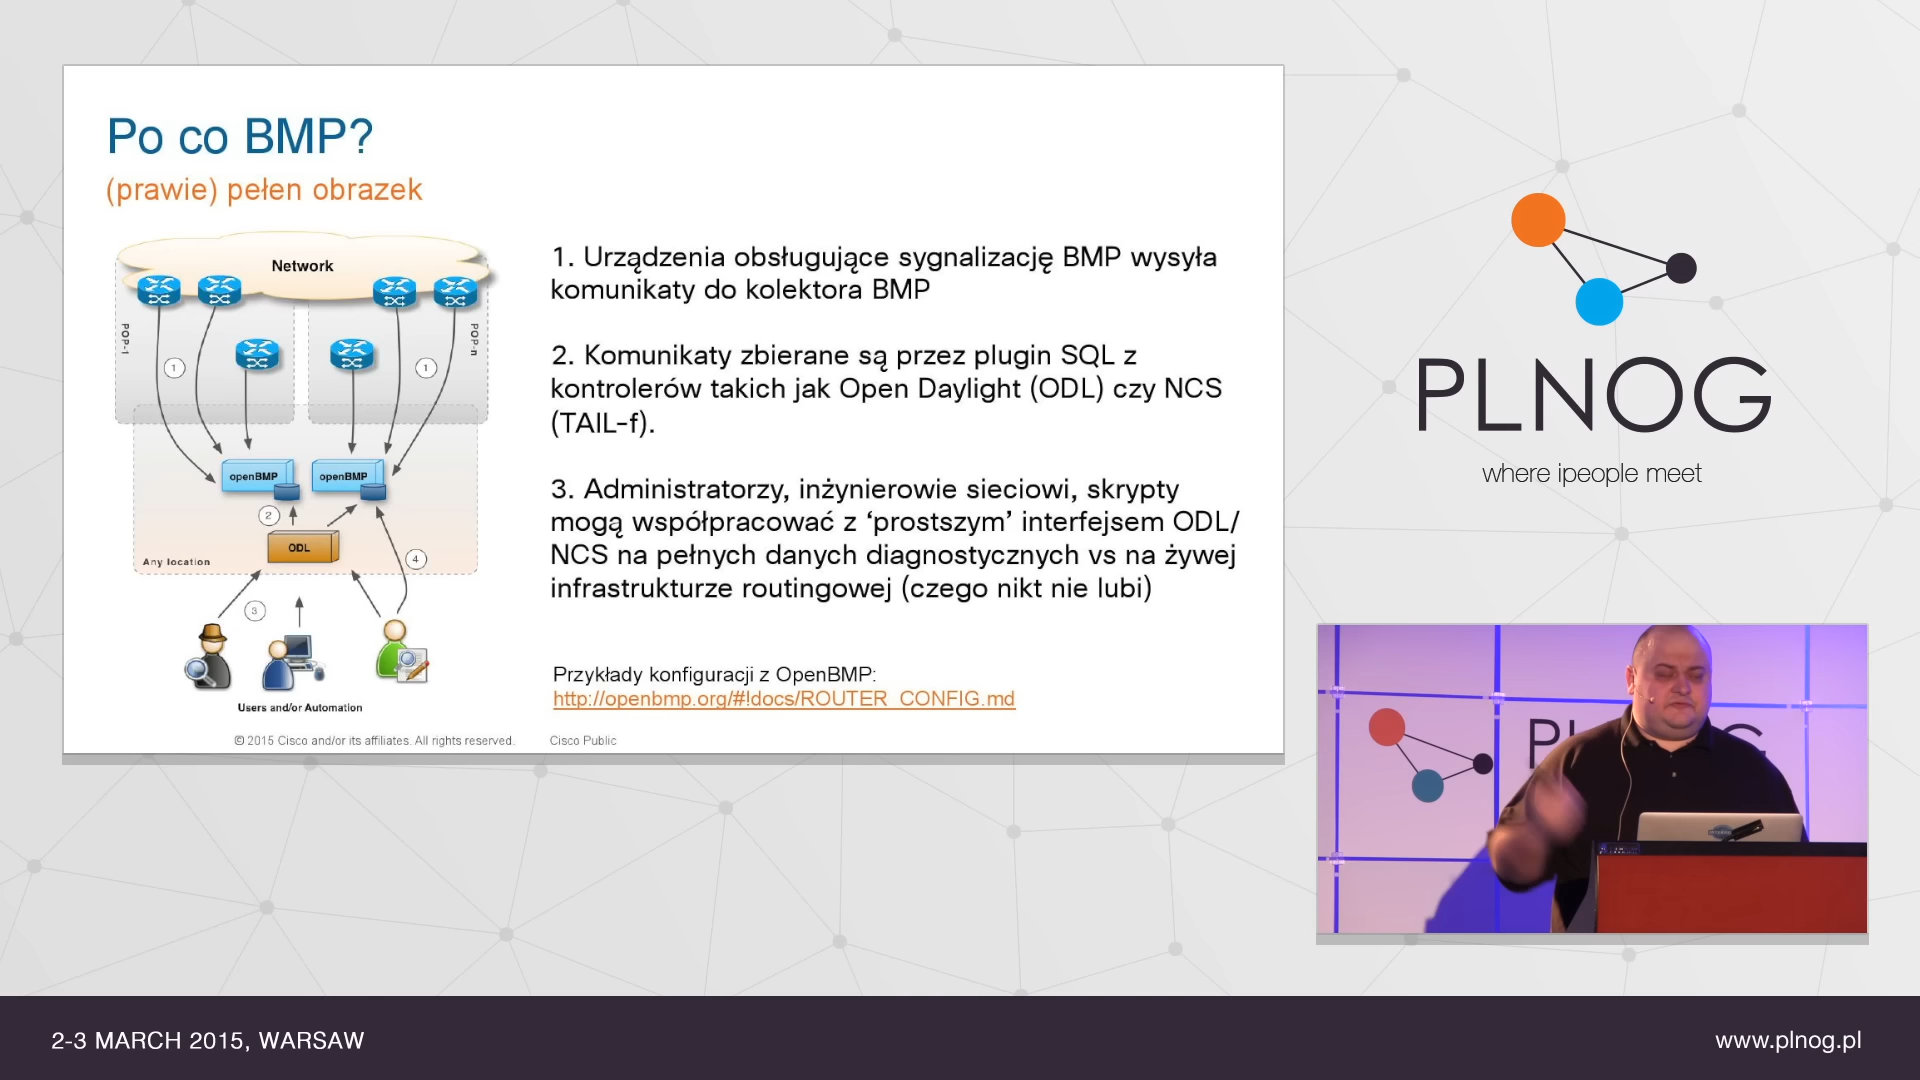 Po co BMP?
(prawie) pełen obrazek
Network
POP-1
POP-n
1
1
openBMP
openBMP
2
ODL
4
Any location
3
Users and/or Automation
1. Urządzenia obsługujące sygnalizację BMP wysyła
komunikaty do kolektora BMP
2. Komunikaty zbierane są przez plugin SQL z
kontrolerów takich jak Open Daylight (ODL) czy NCS
(TAIL-f).
3. Administratorzy, inżynierowie sieciowi, skrypty
mogą współpracować z ‘prostszym’ interfejsem ODL/
NCS na pełnych danych diagnostycznych vs na żywej
infrastrukturze routingowej (czego nikt nie lubi)
Przykłady konfiguracji z OpenBMP:
http://openbmp.org/#!docs/ROUTER_CONFIG.md
© 2015 Cisco and/or its affiliates. All rights reserved.
Cisco Public
PLNOG
where ipeople meet
2-3 MARCH 2015, WARSAW
www.plnog.pl